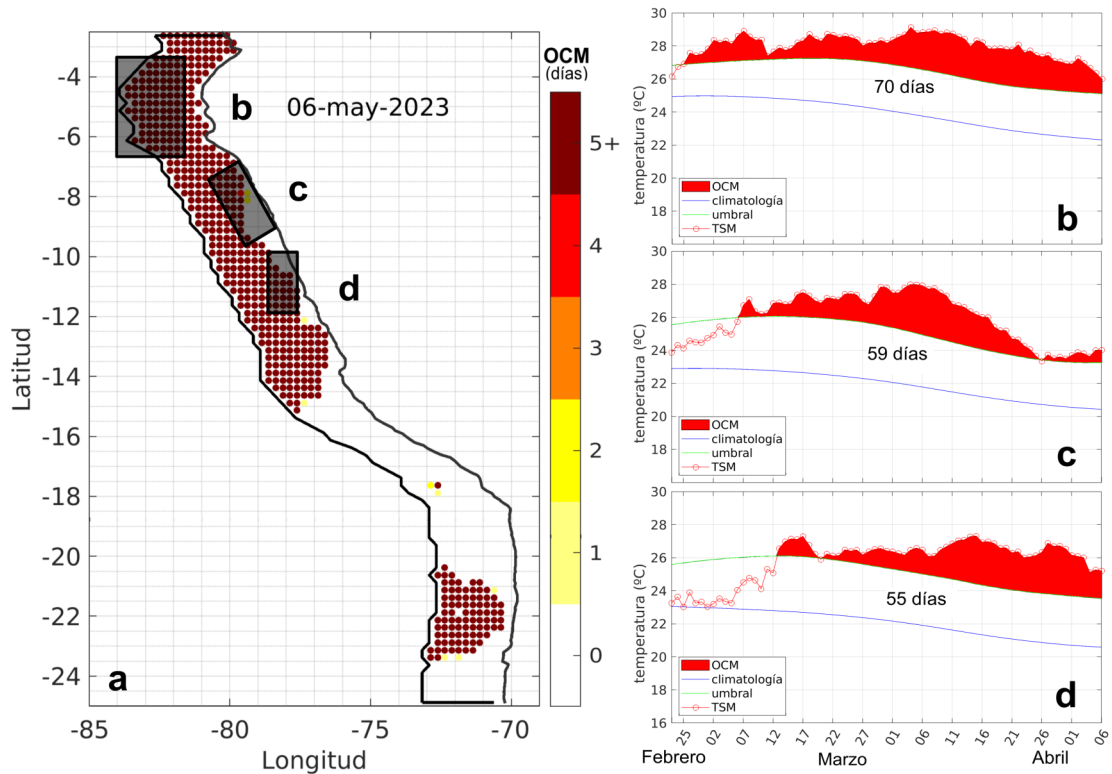 OCM
(días)
06-may-2023
b
c
d
a
5+
4
3
2
1
0
-4
-6
-8
-10
-12
-14
-16
-18
-20
-22
-24
Latitud
-85
-80
-75
-70
Longitud
30
28
26
24
22
20
18
temperatura (ºC)
70 días
OCM
climatología
umbral
TSM
b
30
28
26
24
22
20
18
temperatura (ºC)
59 días
OCM
climatología
umbral
TSM
c
30
28
26
24
22
20
18
16
temperatura (ºC)
55 días
OCM
climatología
umbral
TSM
d
25 02 07 12 17 22 27 01 06 11 16 21 26 01 06
Febrero Marzo Abril